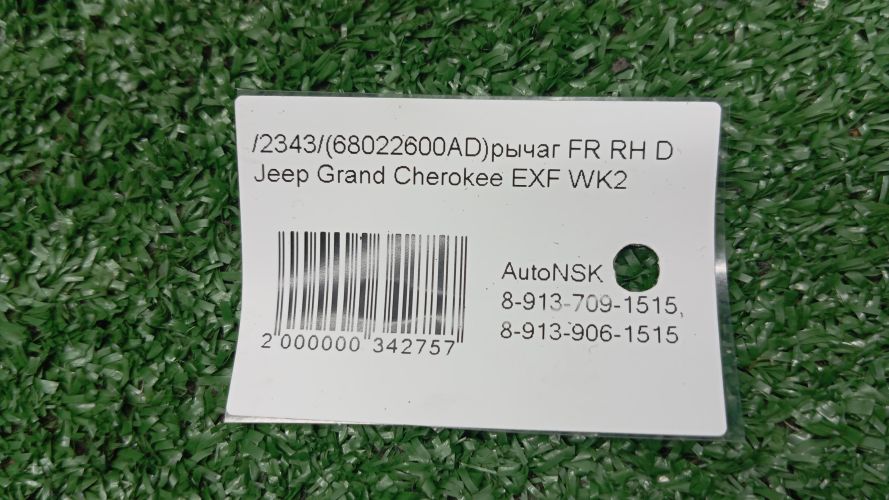 /2343/(68022600AD)рычаг FR RH D
Jeep Grand Cherokee EXF WK2
AutoNSK
8-913-709-1515,
8-913-906-1515
2 000000 342757